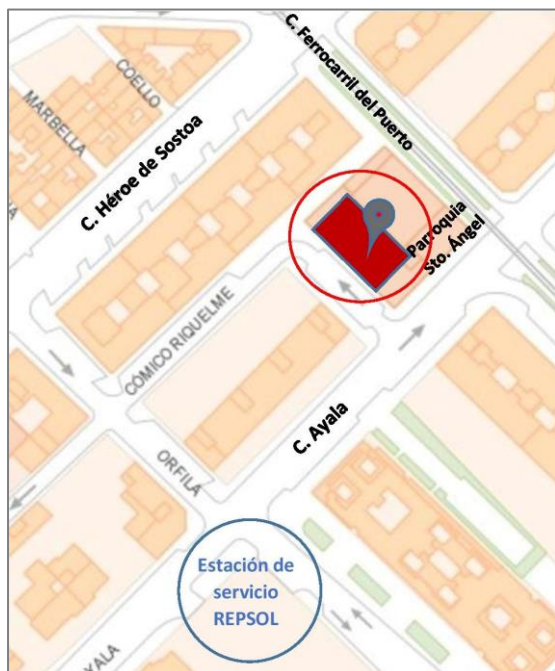 C. Ferrocarril del Puerto
COELLO
MARBELLA
C. Héroe de Sostoa
Parroquia
Sto. Ángel
CÓMICO RIQUELME
C. Ayala
ORFILA
Estación de
servicio
REPSOL